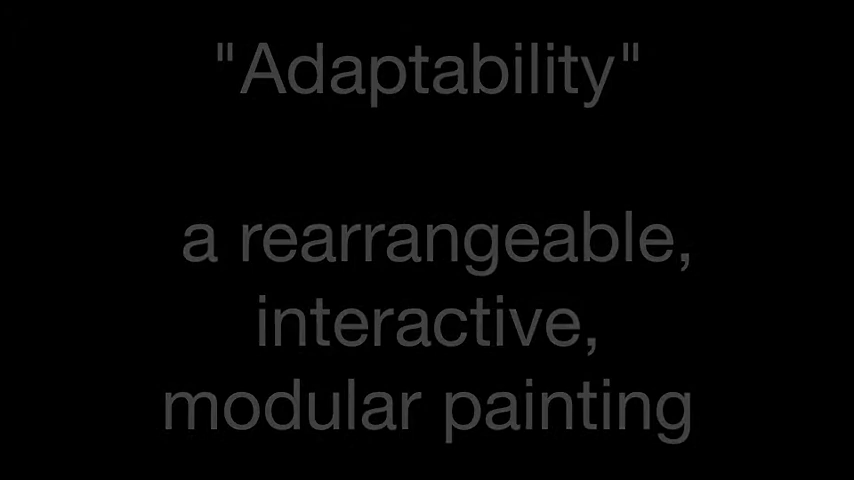 "Adaptability"
a rearrangeable,
interactive,
modular painting